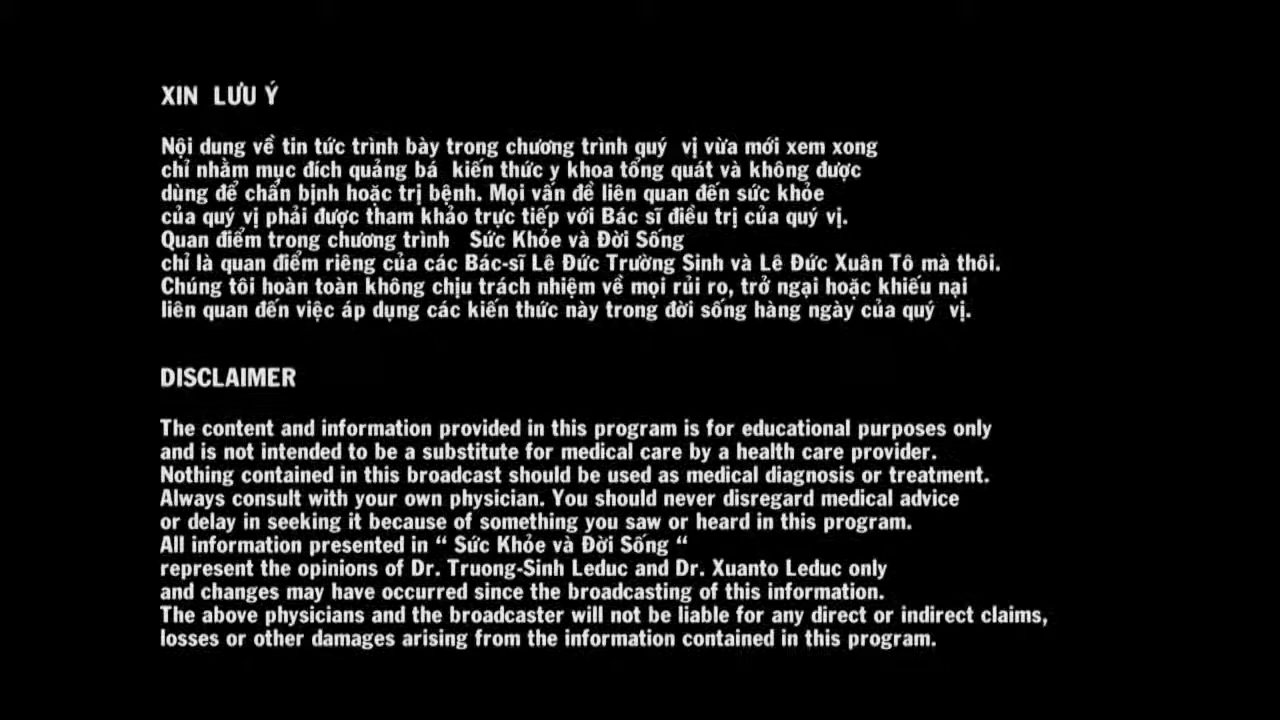 XIN LƯU Ý
Nội dung về tin tức trình bày trong chương trình quý vị vừa mới xem xong
chỉ nhằm mục đích quảng bá kiến thức y khoa tổng quát và không được
dùng để chẩn bịnh hoặc trị bệnh. Mọi vấn đề liên quan đến sức khỏe
của quý vị phải được tham khảo trực tiếp với Bác sĩ điều trị của quý vị.
Quan điểm trong chương trình Sức Khỏe và Đời Sống
chỉ là quan điểm riêng của các Bác-sĩ Lê Đức Trường Sinh và Lê Đức Xuân Tô mà thôi.
Chúng tôi hoàn toàn không chịu trách nhiệm về mọi rủi ro, trở ngại hoặc khiếu nại
liên quan đến việc áp dụng các kiến thức này trong đời sống hàng ngày của quý vị.
DISCLAIMER
The content and information provided in this program is for educational purposes only
and is not intended to be a substitute for medical care by a health care provider.
Nothing contained in this broadcast should be used as medical diagnosis or treatment.
Always consult with your own physician. You should never disregard medical advice
or delay in seeking it because of something you saw or heard in this program.
All information presented in “ Sức Khỏe và Đời Sống “
represent the opinions of Dr. Truong-Sinh Leduc and Dr. Xuanto Leduc only
and changes may have occurred since the broadcasting of this information.
The above physicians and the broadcaster will not be liable for any direct or indirect claims,
losses or other damages arising from the information contained in this program.